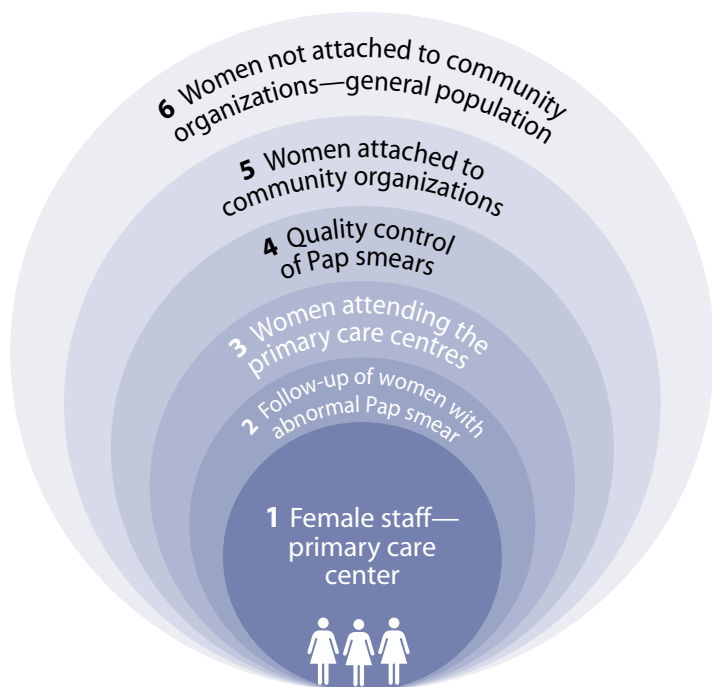 6 Women not attached to community
organizations—general population
5 Women attached to
community organizations
4 Quality control
of Pap smears
3 Women attending the
primary care centres
2 Follow-up of women with
abnormal Pap smear
1 Female staff—
primary care
center